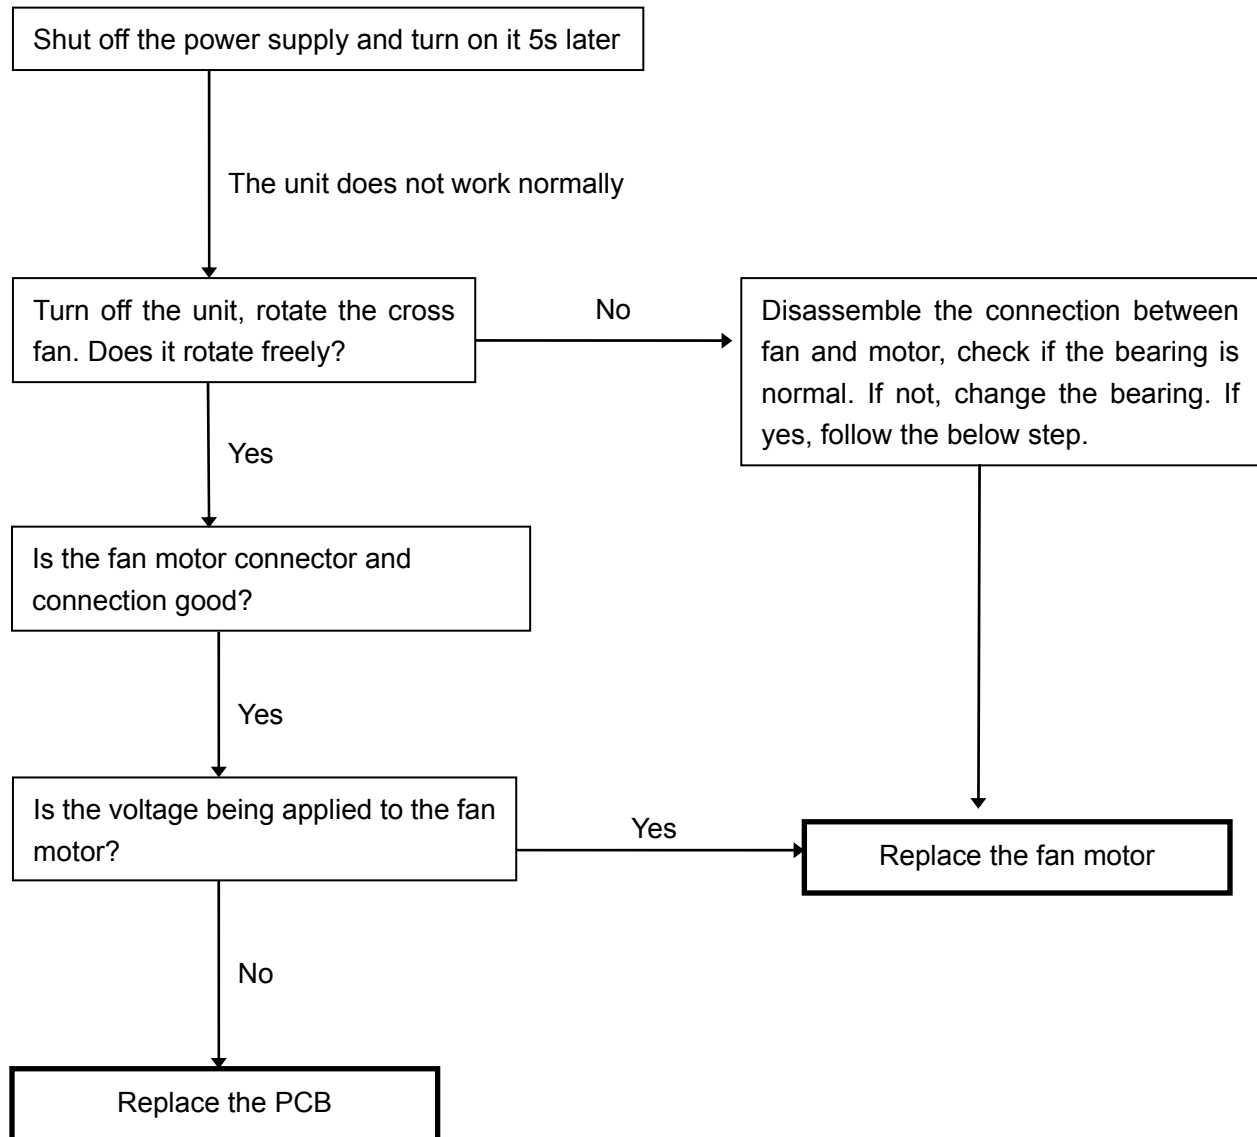 Shut off the power supply and turn on it 5s later
The unit does not work normally
Turn off the unit, rotate the cross
fan. Does it rotate freely?
No
Disassemble the connection between
fan and motor, check if the bearing is
normal. If not, change the bearing. If
yes, follow the below step.
Yes
Is the fan motor connector and
connection good?
Yes
Is the voltage being applied to the fan
motor?
Yes
Replace the fan motor
No
Replace the PCB